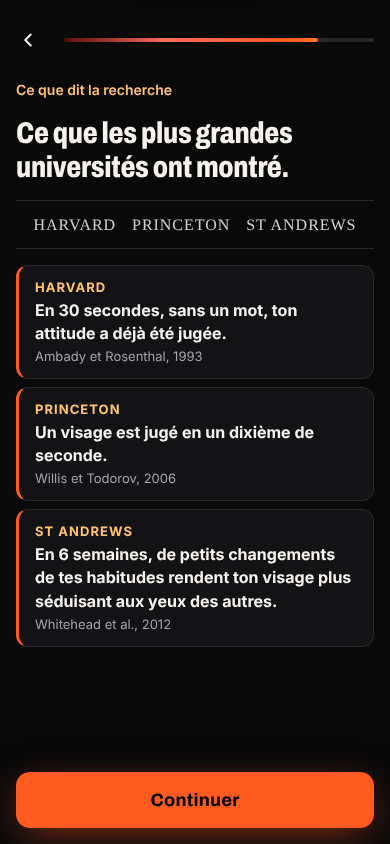 Ce que dit la recherche
Ce que les plus grandes
universités ont montré.
HARVARD PRINCETON ST ANDREWS
HARVARD
En 30 secondes, sans un mot, ton
attitude a déjà été jugée.
Ambady et Rosenthal, 1993
PRINCETON
Un visage est jugé en un dixième de
seconde.
Willis et Todorov, 2006
ST ANDREWS
En 6 semaines, de petits changements
de tes habitudes rendent ton visage plus
séduisant aux yeux des autres.
Whitehead et al., 2012
Continuer